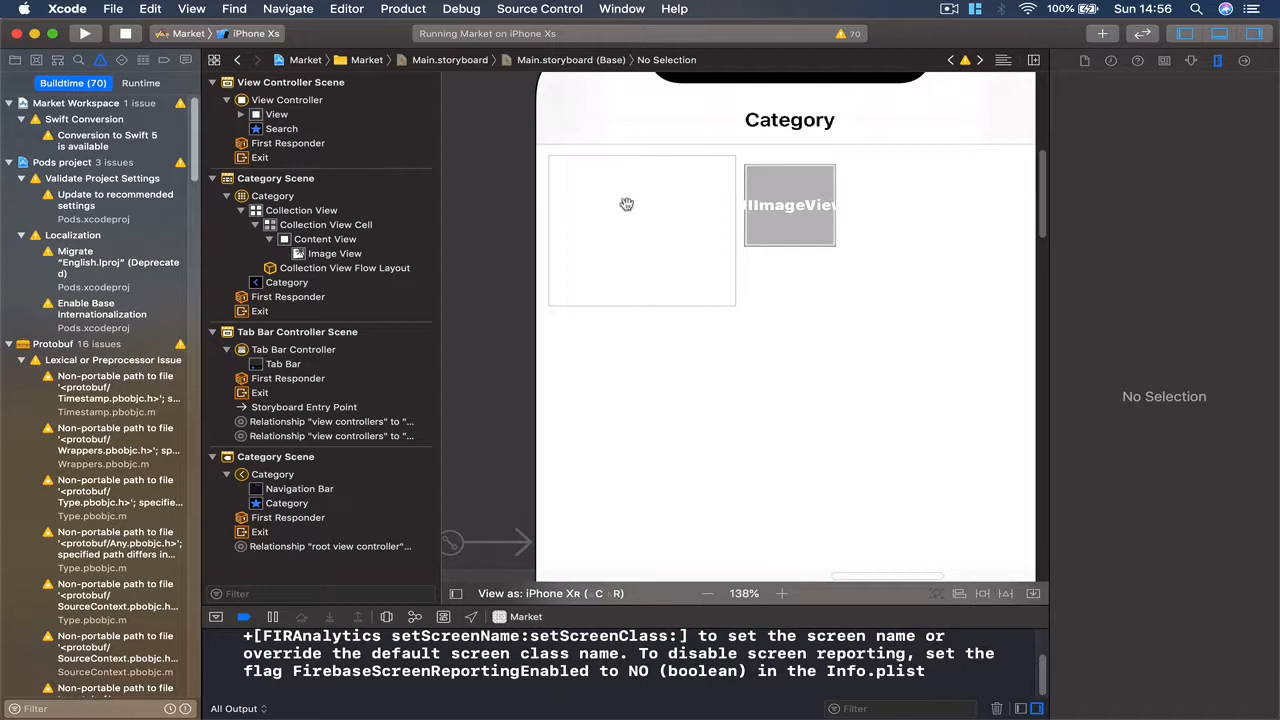 Xcode File Edit View Find Navigate Editor Product Debug Source Control Window Help 100% Sun 14:56
Market iPhone Xs Running Market on iPhone Xs 70
Market Market Main.storyboard Main.storyboard (Base) No Selection
Buildtime (70) Runtime
Market Workspace 1 issue
Swift Conversion
Conversion to Swift 5
is available
Pods project 3 issues
Validate Project Settings
Update to recommended
settings
Pods.xcodeproj
Localization
Migrate
“English.lproj” (Deprecate
d)
Pods.xcodeproj
Enable Base
Internationalization
Pods.xcodeproj
Protobuf 16 issues
Lexical or Preprocessor Issue
Non-portable path to file
'<protobuf/
Timestamp.pbobjc.h>'; s...
Timestamp.pbobjc.m
Non-portable path to file
'<protobuf/
Wrappers.pbobjc.h>'; sp...
Wrappers.pbobjc.m
Non-portable path to file
'<protobuf/
Type.pbobjc.h>'; specifie...
Type.pbobjc.m
Non-portable path to file
'<protobuf/Any.pbobjc.h>';
specified path differs in...
Type.pbobjc.m
Non-portable path to file
'<protobuf/
SourceContext.pbobjc.h...
Type.pbobjc.m
Non-portable path to file
'<protobuf/
SourceContext.pbobjc.h...
SourceContext.pbobjc.m
Non-portable path to file
Filter
View Controller Scene
View Controller
View
Search
First Responder
Exit
Category Scene
Category
Collection View
Collection View Cell
Content View
Image View
Collection View Flow Layout
Category
First Responder
Exit
Tab Bar Controller Scene
Tab Bar Controller
Tab Bar
First Responder
Exit
Storyboard Entry Point
Relationship "view controllers" to "...
Relationship "view controllers" to "...
Category Scene
Category
Navigation Bar
Category
First Responder
Exit
Relationship "root view controller"...
Filter
Category
IIImageView
View as: iPhone XR (wC hR) 138%
No Selection
Market
+[FIRAnalytics setScreenName:setScreenClass:] to set the screen name or
override the default screen class name. To disable screen reporting, set the
flag FirebaseScreenReportingEnabled to NO (boolean) in the Info.plist
All Output Filter